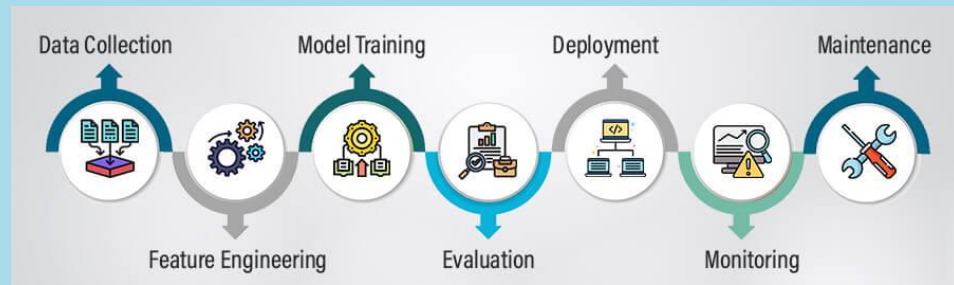 Data Collection
Model Training
Deployment
Maintenance
Feature Engineering
Evaluation
Monitoring